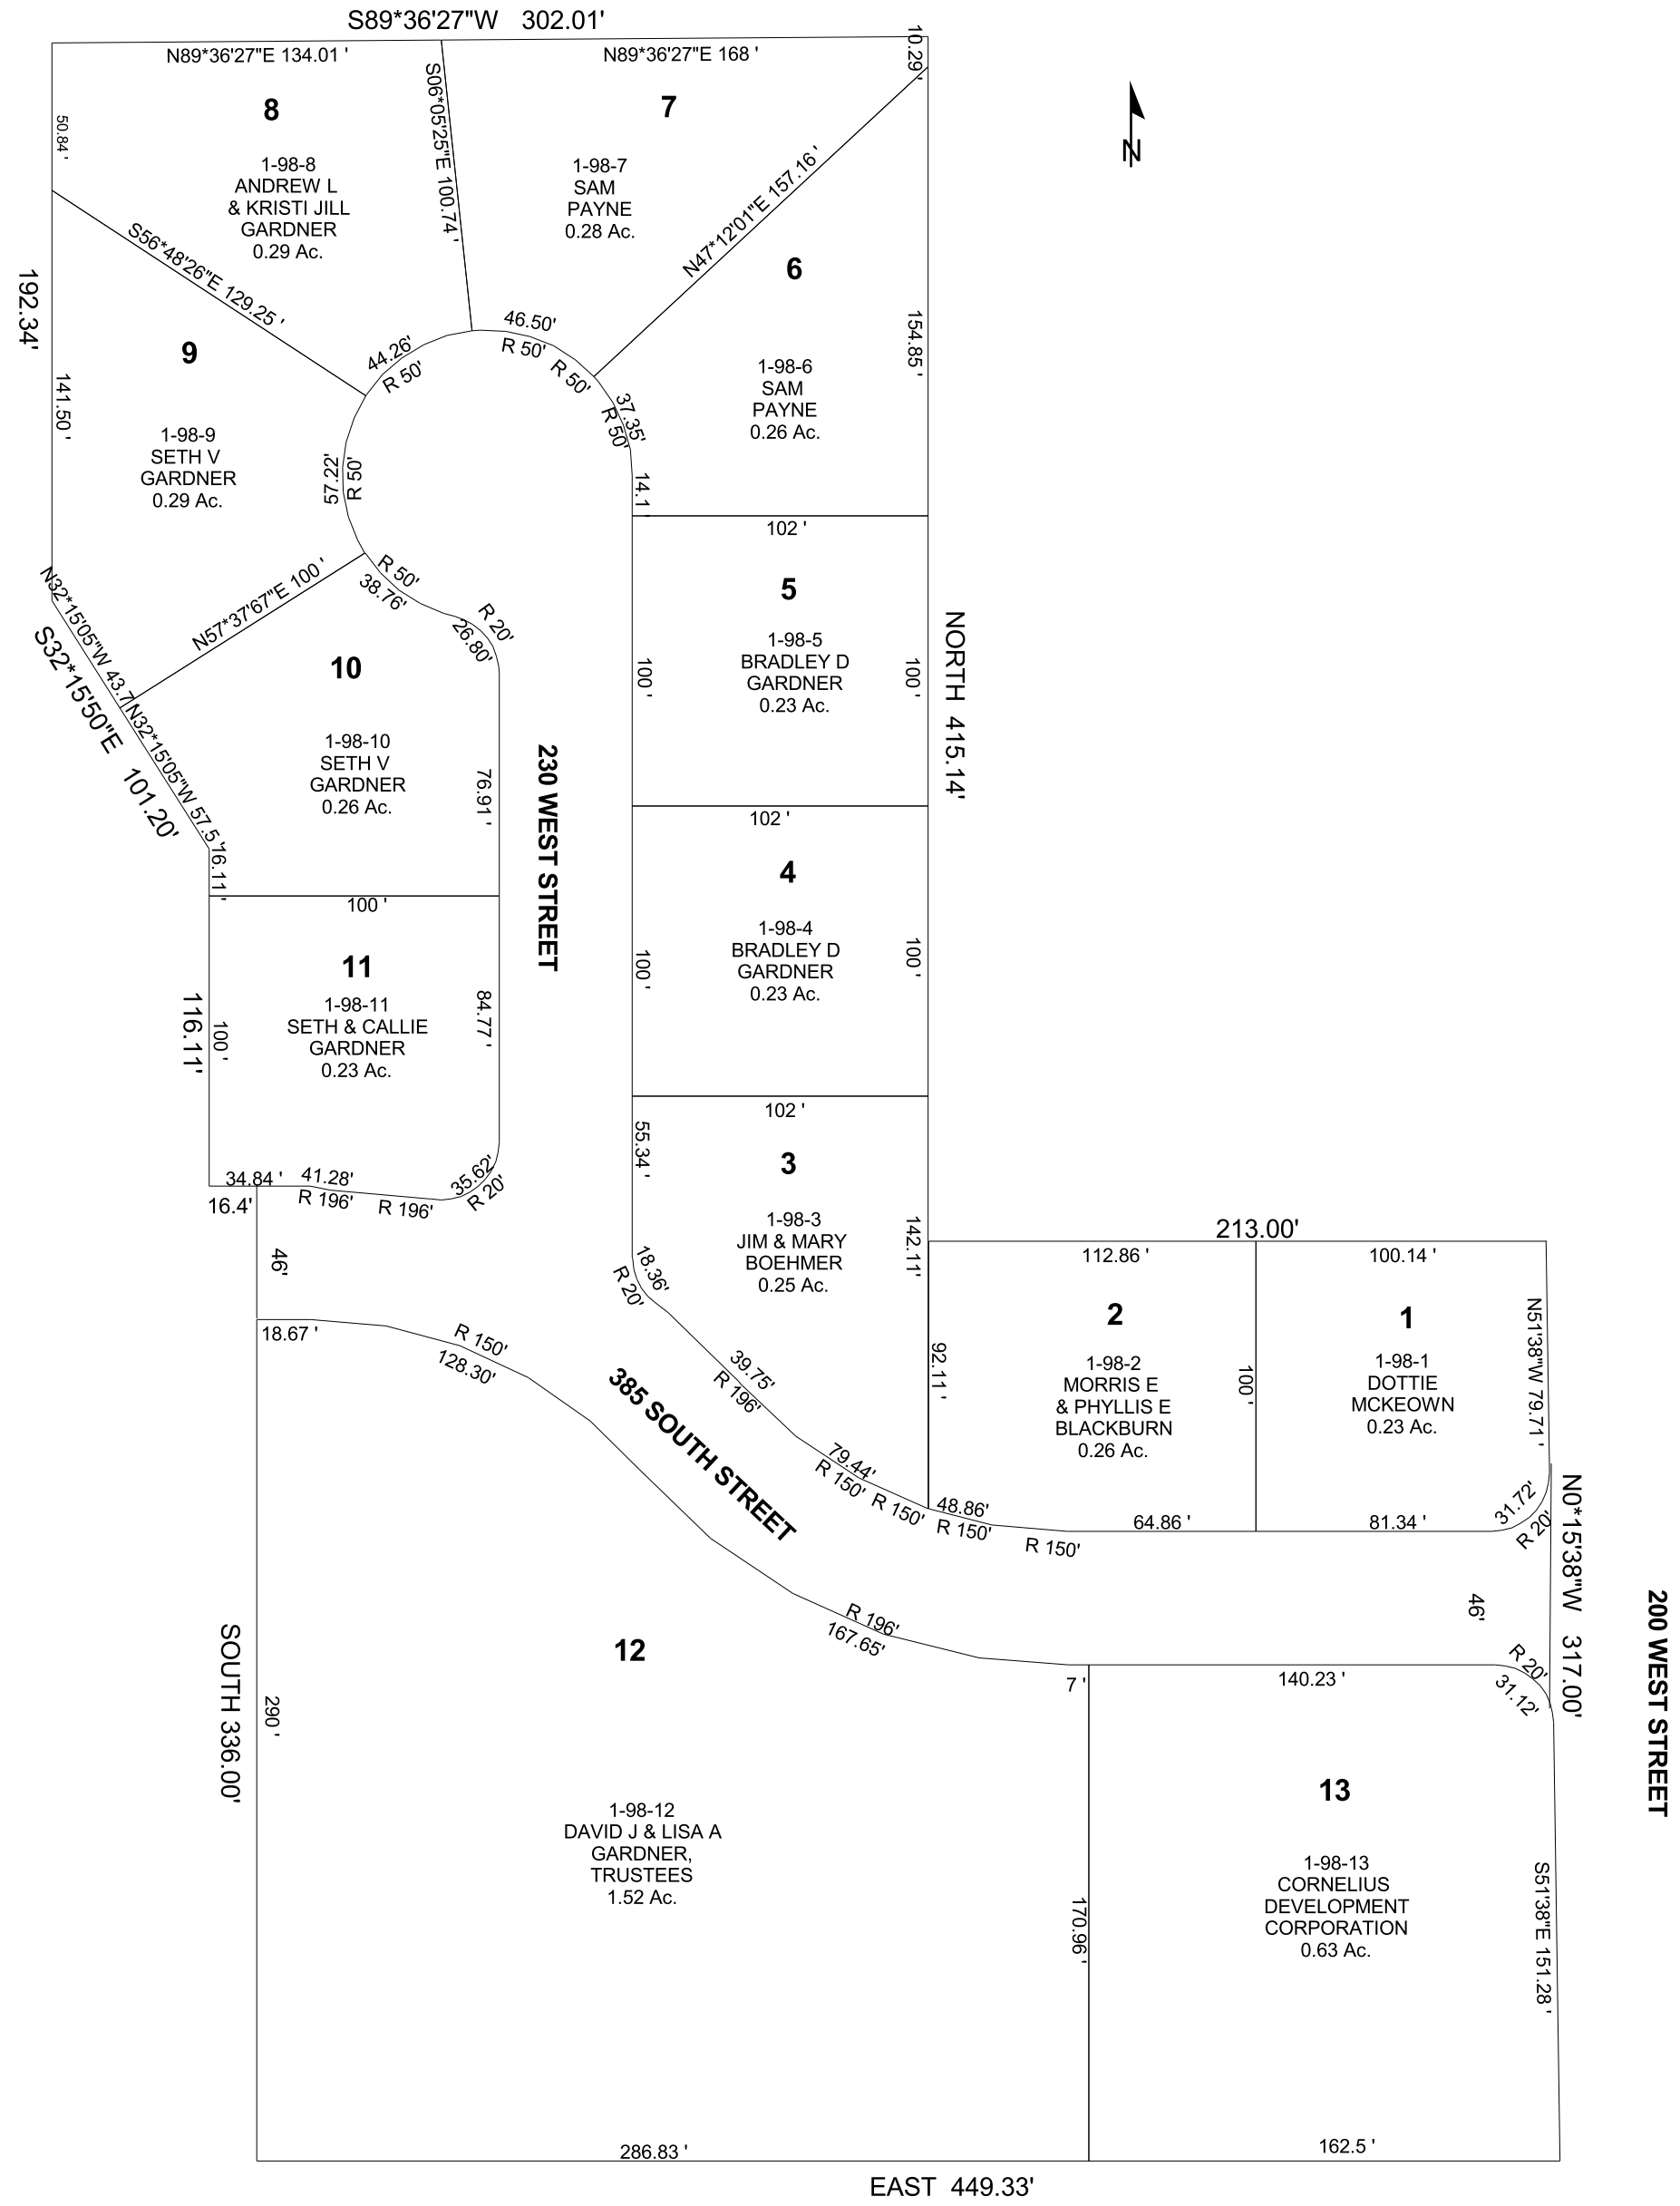 S89*36'27"W 302.01'
N89*36'27"E 134.01 '
N89*36'27"E 168 '
10.29'
8
1-98-8
ANDREW L
& KRISTI JILL
GARDNER
0.29 Ac.
50.84 '
S06*05'25"E 100.74 '
7
1-98-7
SAM
PAYNE
0.28 Ac.
N47*12'01"E 157.16 '
N
6
1-98-6
SAM
PAYNE
0.26 Ac.
154.85 '
S56*48'26"E 129.25 '
192.34'
9
1-98-9
SETH V
GARDNER
0.29 Ac.
141.50 '
44.26'
R 50'
46.50'
R 50'
R 50'
37.35'
R 50'
14.1 '
57.22'
R 50'
102 '
5
1-98-5
BRADLEY D
GARDNER
0.23 Ac.
100 '
100 '
NORTH 415.14'
N32*15'05"W 43.7
S32*15'50"E 101.20'
N57*37'67"E 100 '
R 50'
38.76'
R 20'
26.80'
10
1-98-10
SETH V
GARDNER
0.26 Ac.
76.91 '
N32*15'05"W 57.5 '
16.11 '
230 WEST STREET
102 '
4
1-98-4
BRADLEY D
GARDNER
0.23 Ac.
100 '
100 '
100 '
11
1-98-11
SETH & CALLIE
GARDNER
0.23 Ac.
116.11'
100 '
84.77 '
34.84 '
41.28'
35.62'
16.4'
R 196'
R 196'
R 20'
46'
102 '
55.34 '
3
1-98-3
JIM & MARY
BOEHMER
0.25 Ac.
142.11'
18.36'
R 20'
213.00'
112.86 '
100.14 '
2
1-98-2
MORRIS E
& PHYLLIS E
BLACKBURN
0.26 Ac.
92.11 '
100 '
1
1-98-1
DOTTIE
MCKEOWN
0.23 Ac.
N51'38"W 79.71 '
18.67 '
R 150'
128.30'
39.75'
R 196'
385 SOUTH STREET
79.44'
R 150'
R 150'
48.86'
R 150'
R 150'
64.86 '
81.34 '
31.72'
R 20'
N0*15'38"W 317.00'
200 WEST STREET
46'
R 196'
167.65'
7 '
140.23 '
R 20'
31.12'
12
1-98-12
DAVID J & LISA A
GARDNER,
TRUSTEES
1.52 Ac.
SOUTH 336.00'
290 '
170.96 '
13
1-98-13
CORNELIUS
DEVELOPMENT
CORPORATION
0.63 Ac.
S51'38"E 151.28 '
286.83 '
162.5 '
EAST 449.33'